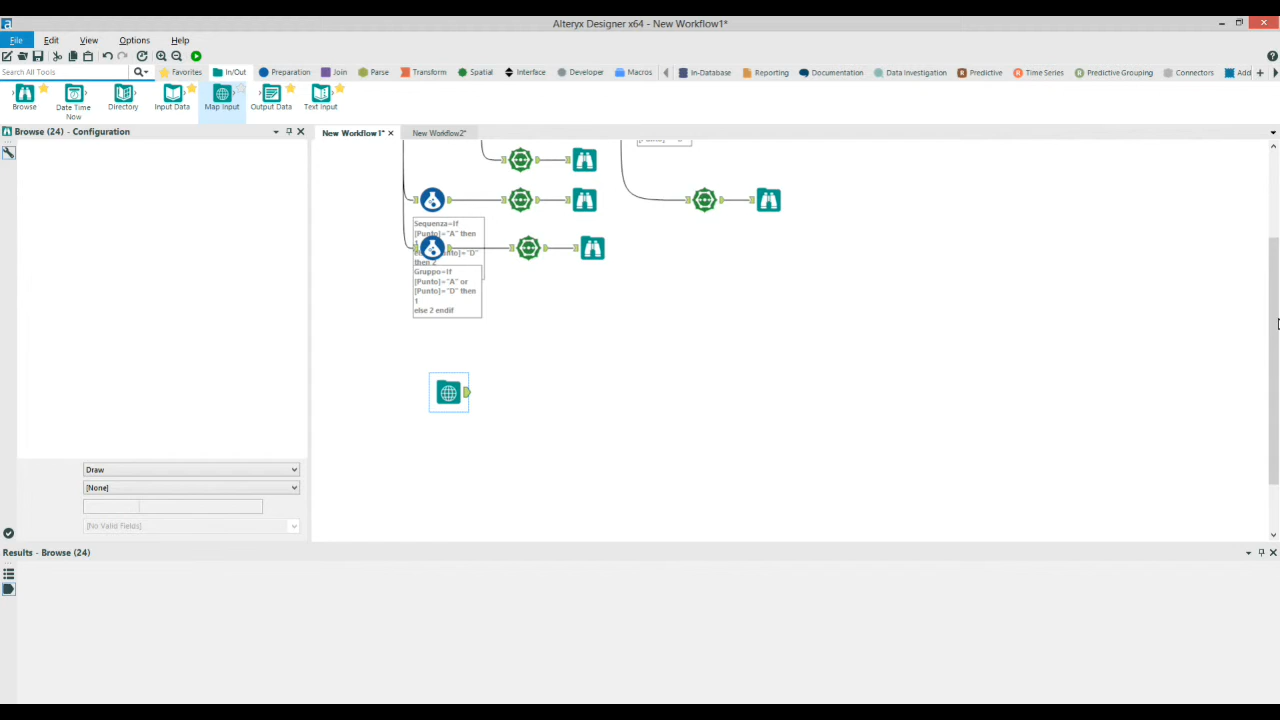 Alteryx Designer x64 - New Workflow1*
File Edit View Options Help
Search All Tools
Favorites In/Out Preparation Join Parse Transform Spatial Interface Developer Macros In-Database Reporting Documentation Data Investigation Predictive Time Series Predictive Grouping Connectors Add
Browse
Date Time
Now
Directory
Input Data
Map Input
Output Data
Text Input
Browse (24) - Configuration
New Workflow1*
New Workflow2*
Sequenza=If
[Punto]="A" then
1
]="D"
then 2
Gruppo=If
[Punto]="A" or
[Punto]="D" then
1
else 2 endif
Draw
[None]
[No Valid Fields]
Results - Browse (24)